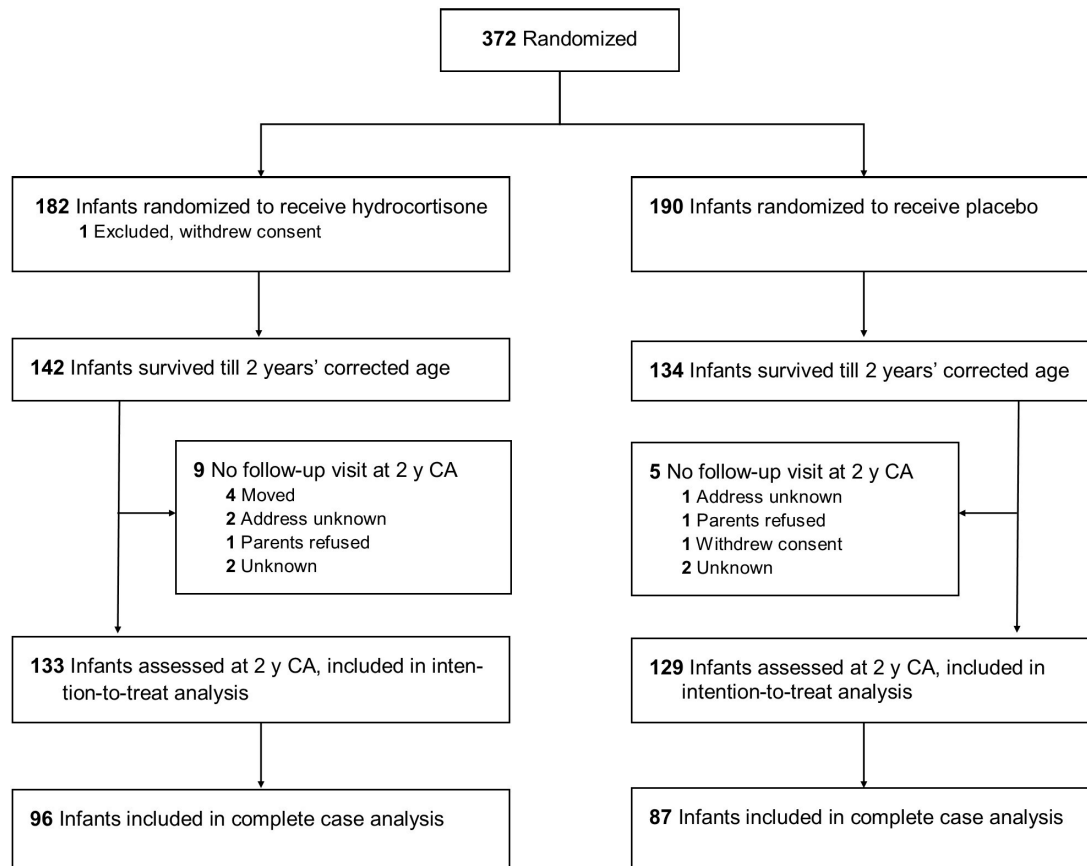 372 Randomized
182 Infants randomized to receive hydrocortisone
1 Excluded, withdrew consent
190 Infants randomized to receive placebo
142 Infants survived till 2 years’ corrected age
134 Infants survived till 2 years’ corrected age
9 No follow-up visit at 2 y CA
4 Moved
2 Address unknown
1 Parents refused
2 Unknown
5 No follow-up visit at 2 y CA
1 Address unknown
1 Parents refused
1 Withdrew consent
2 Unknown
133 Infants assessed at 2 y CA, included in inten-
tion-to-treat analysis
129 Infants assessed at 2 y CA, included in
intention-to-treat analysis
96 Infants included in complete case analysis
87 Infants included in complete case analysis